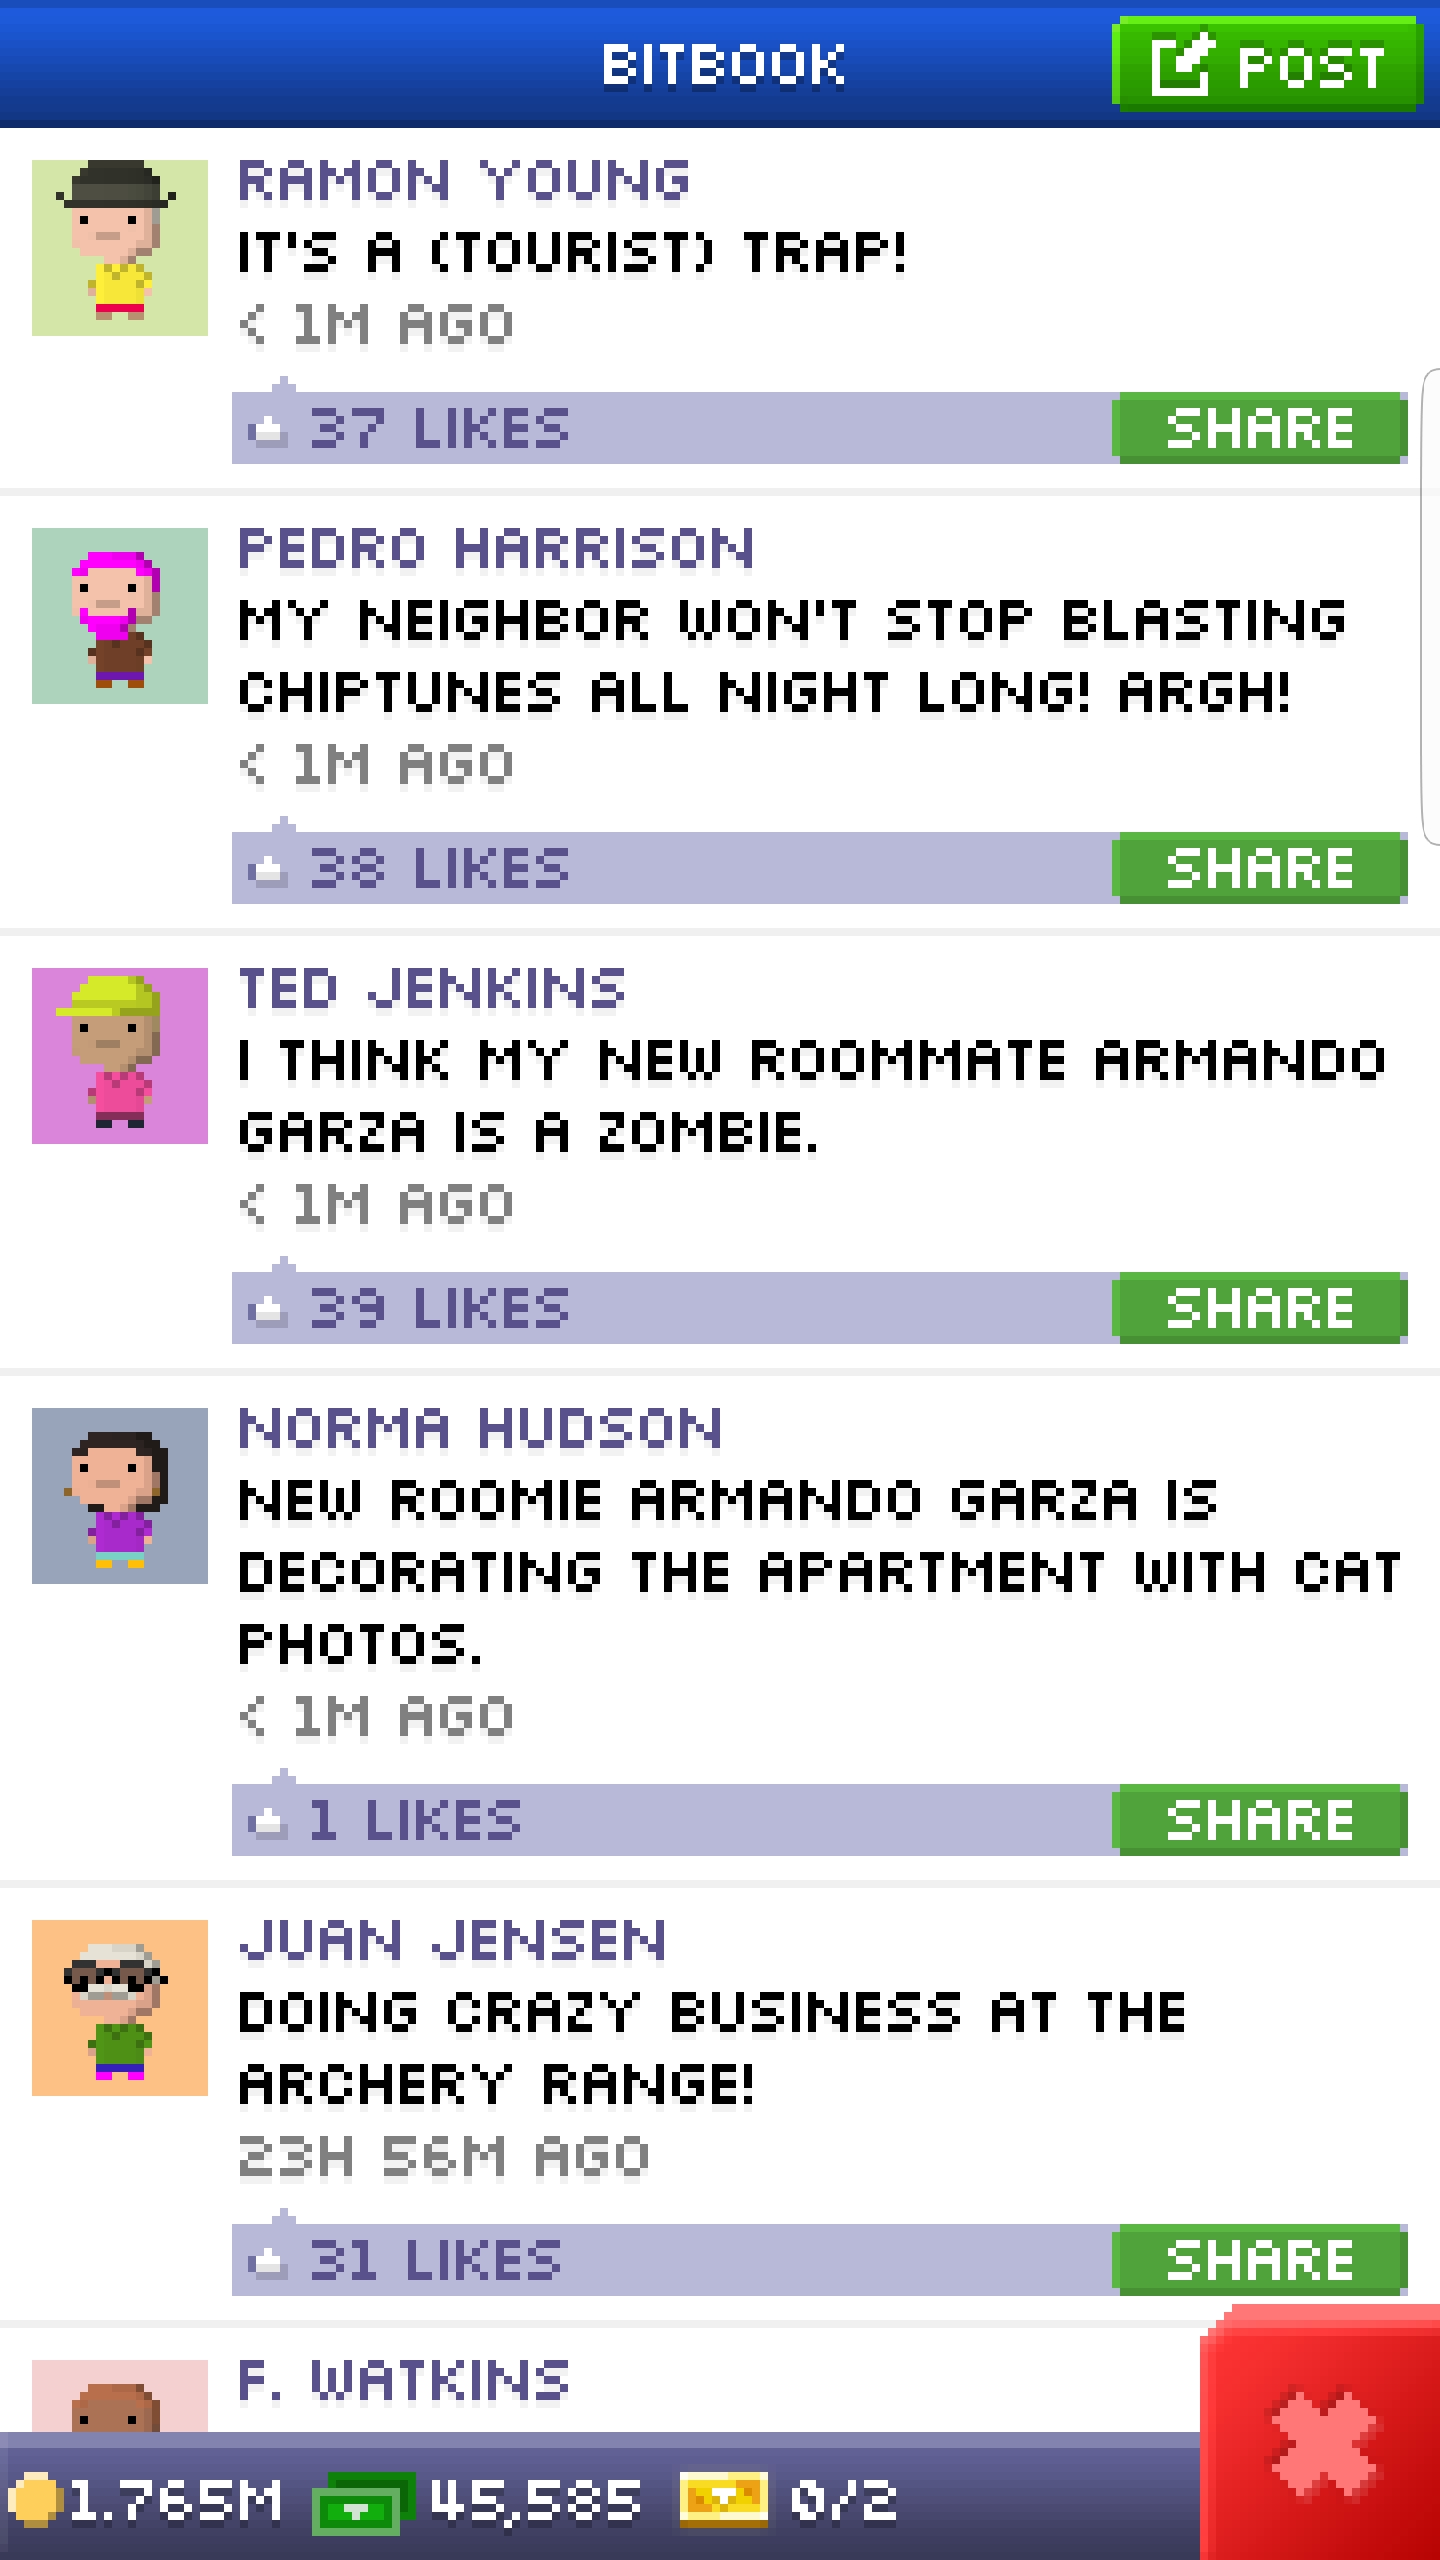 BITBOOK
POST
RAMON YOUNG
IT'S A (TOURIST) TRAP!
< 1M AGO
37 LIKES
SHARE
PEDRO HARRISON
MY NEIGHBOR WON'T STOP BLASTING
CHIPTUNES ALL NIGHT LONG! ARGH!
< 1M AGO
38 LIKES
SHARE
TED JENKINS
I THINK MY NEW ROOMMATE ARMANDO
GARZA IS A ZOMBIE.
< 1M AGO
39 LIKES
SHARE
NORMA HUDSON
NEW ROOMIE ARMANDO GARZA IS
DECORATING THE APARTMENT WITH CAT
PHOTOS.
< 1M AGO
1 LIKES
SHARE
JUAN JENSEN
DOING CRAZY BUSINESS AT THE
ARCHERY RANGE!
23H 56M AGO
31 LIKES
SHARE
F. WATKINS
1.765M 45,585 0/2